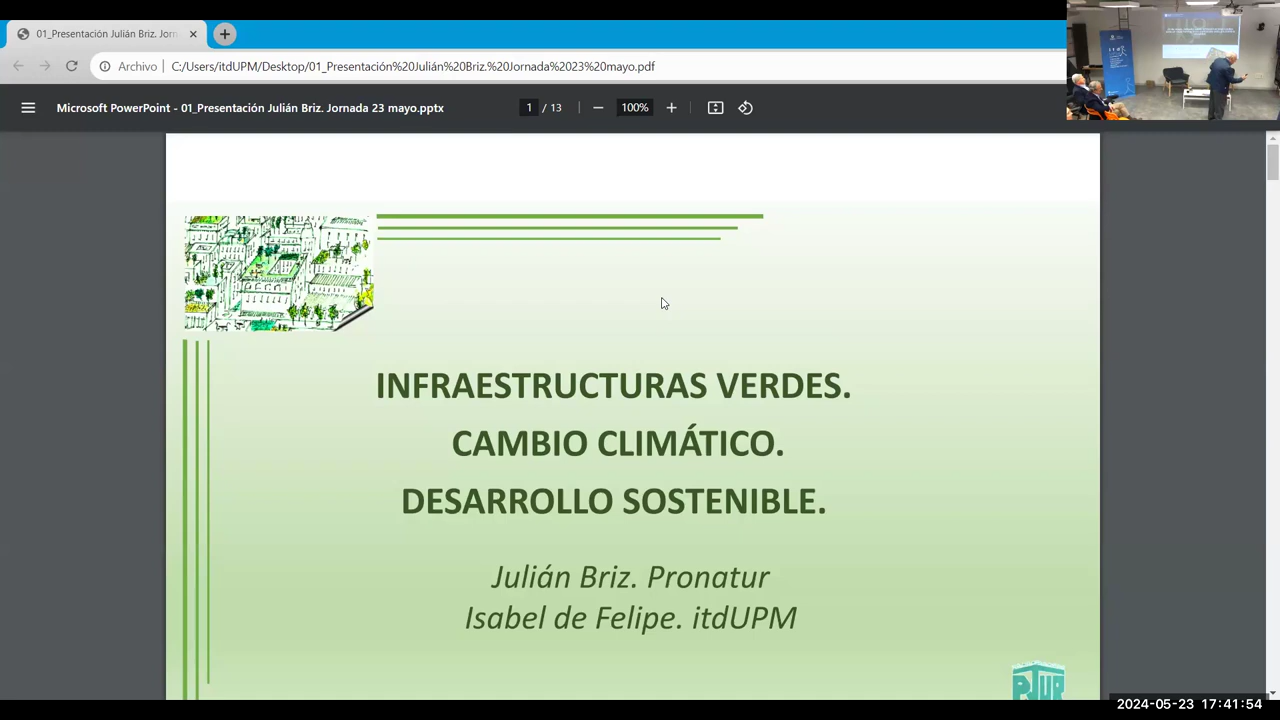 01_Presentación Julián Briz. Jorn
Archivo
C:/Users/itdUPM/Desktop/01_Presentación%20Julián%20Briz.%20Jornada%2023%20mayo.pdf
Microsoft PowerPoint - 01_Presentación Julián Briz. Jornada 23 mayo.pptx
1 / 13
100%
INFRAESTRUCTURAS VERDES.
CAMBIO CLIMÁTICO.
DESARROLLO SOSTENIBLE.
Julián Briz. Pronatur
Isabel de Felipe. itdUPM
2024-05-23 17:41:54